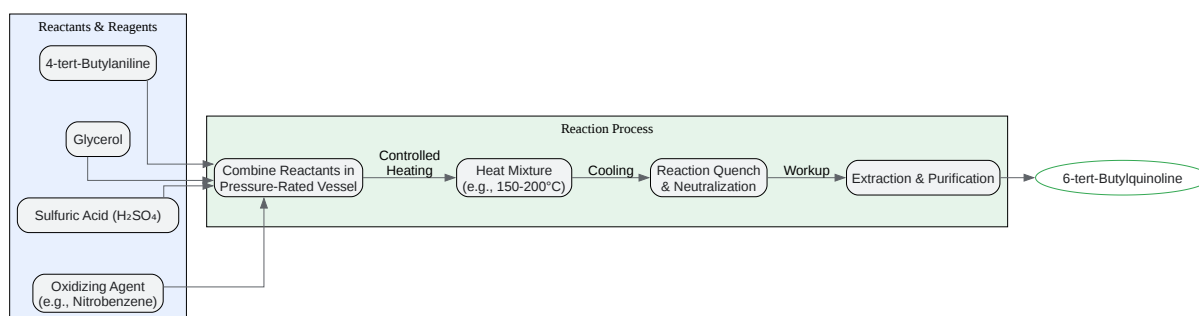 Reactants & Reagents
4-tert-Butylaniline
Glycerol
Sulfuric Acid (H₂SO₄)
Oxidizing Agent
(e.g., Nitrobenzene)
Reaction Process
Combine Reactants in
Pressure-Rated Vessel
Controlled
Heating
Heat Mixture
(e.g., 150-200°C)
Cooling
Reaction Quench
& Neutralization
Workup
Extraction & Purification
6-tert-Butylquinoline